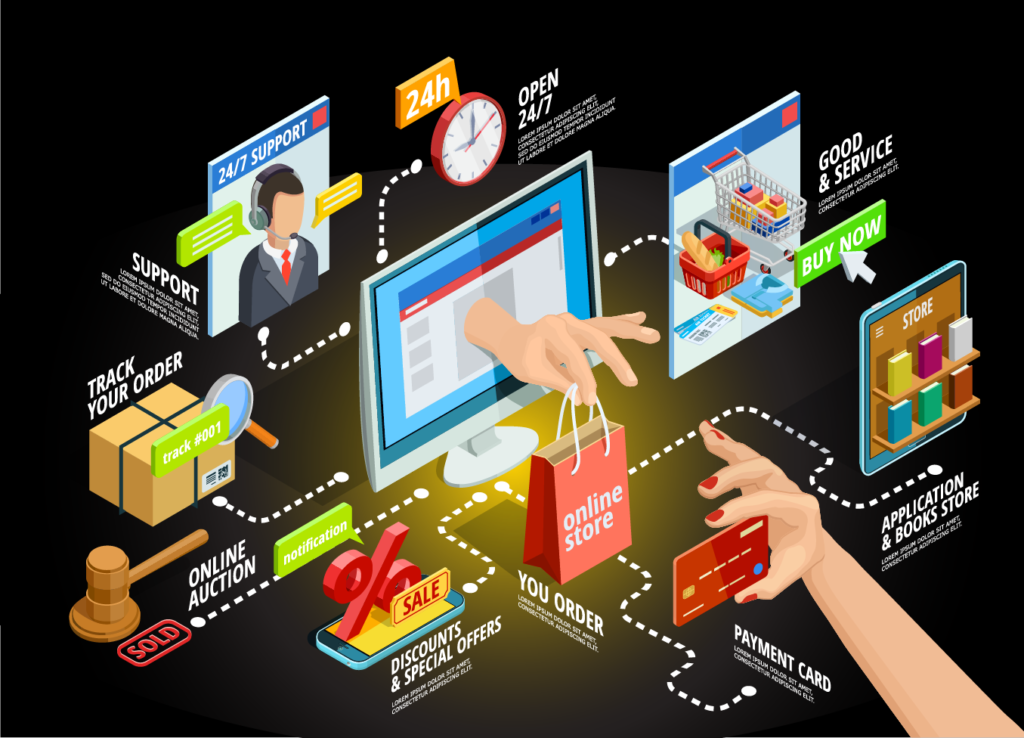 24h
OPEN
24/7
LOREM IPSUM DOLOR SIT AMET,
CONSECTETUR ADIPISCING ELIT,
SED DO EIUSMOD TEMPOR INCIDIDUNT
UT LABORE ET DOLORE MAGNA ALIQUA.
24/7 SUPPORT
SUPPORT
LOREM IPSUM DOLOR SIT AMET,
CONSECTETUR ADIPISCING ELIT,
SED DO EIUSMOD TEMPOR INCIDIDUNT
UT LABORE ET DOLORE MAGNA ALIQUA.
GOOD
& SERVICE
LOREM IPSUM DOLOR SIT AMET,
CONSECTETUR ADIPISCING ELIT.
BUY NOW
STORE
TRACK
YOUR ORDER
track #001
online
store
APPLICATION
& BOOKS STORE
LOREM IPSUM DOLOR SIT AMET,
CONSECTETUR ADIPISCING ELIT.
ONLINE
AUCTION
SOLD
notification
%
SALE
DISCOUNTS
& SPECIAL OFFERS
LOREM IPSUM DOLOR SIT AMET,
CONSECTETUR ADIPISCING ELIT.
YOU ORDER
LOREM IPSUM DOLOR SIT AMET,
CONSECTETUR ADIPISCING ELIT.
PAYMENT CARD
LOREM IPSUM DOLOR SIT AMET,
CONSECTETUR ADIPISCING ELIT.